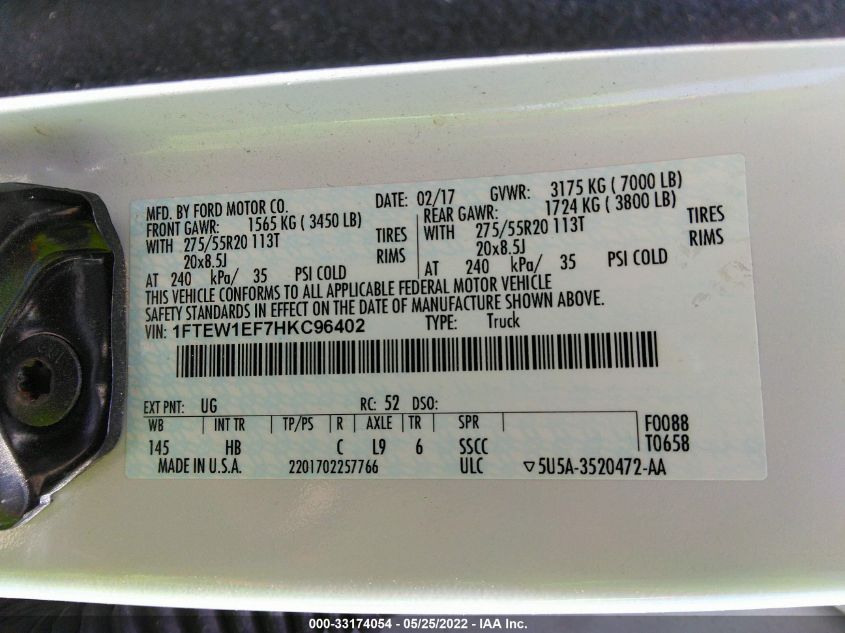 MFD. BY FORD MOTOR CO. DATE: 02/17 GVWR: 3175 KG ( 7000 LB)
FRONT GAWR: 1565 KG ( 3450 LB) REAR GAWR: 1724 KG ( 3800 LB)
WITH 275/55R20 113T TIRES WITH 275/55R20 113T TIRES
20x8.5J RIMS 20x8.5J RIMS
AT 240 kPa/ 35 PSI COLD AT 240 kPa/ 35 PSI COLD
THIS VEHICLE CONFORMS TO ALL APPLICABLE FEDERAL MOTOR VEHICLE
SAFETY STANDARDS IN EFFECT ON THE DATE OF MANUFACTURE SHOWN ABOVE.
VIN: 1FTEW1EF7HKC96402 TYPE: Truck
EXT PNT: UG RC: 52 DSO:
WB INT TR TP/PS R AXLE TR SPR F0088
145 HB C L9 6 SSCC T0658
MADE IN U.S.A. 2201702257766 ULC ▽5U5A-3520472-AA
000-33174054 - 05/25/2022 - IAA Inc.